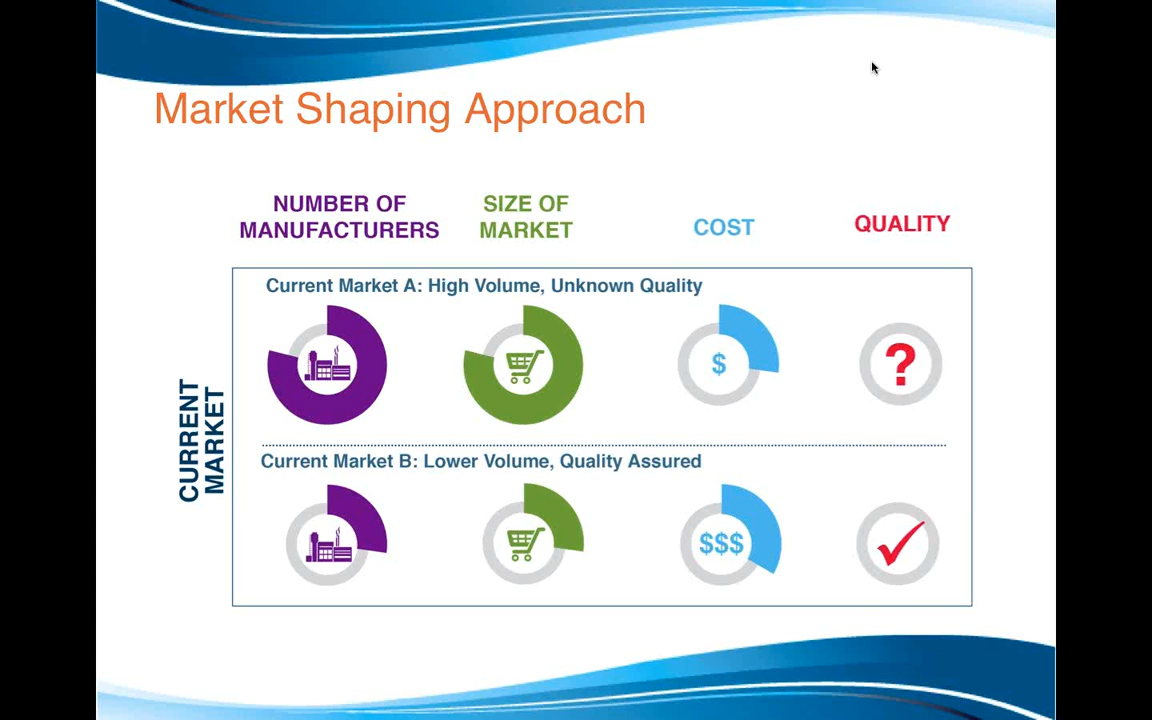 Market Shaping Approach
NUMBER OF
MANUFACTURERS
SIZE OF
MARKET
COST
QUALITY
CURRENT
MARKET
Current Market A: High Volume, Unknown Quality
$
?
Current Market B: Lower Volume, Quality Assured
$$$